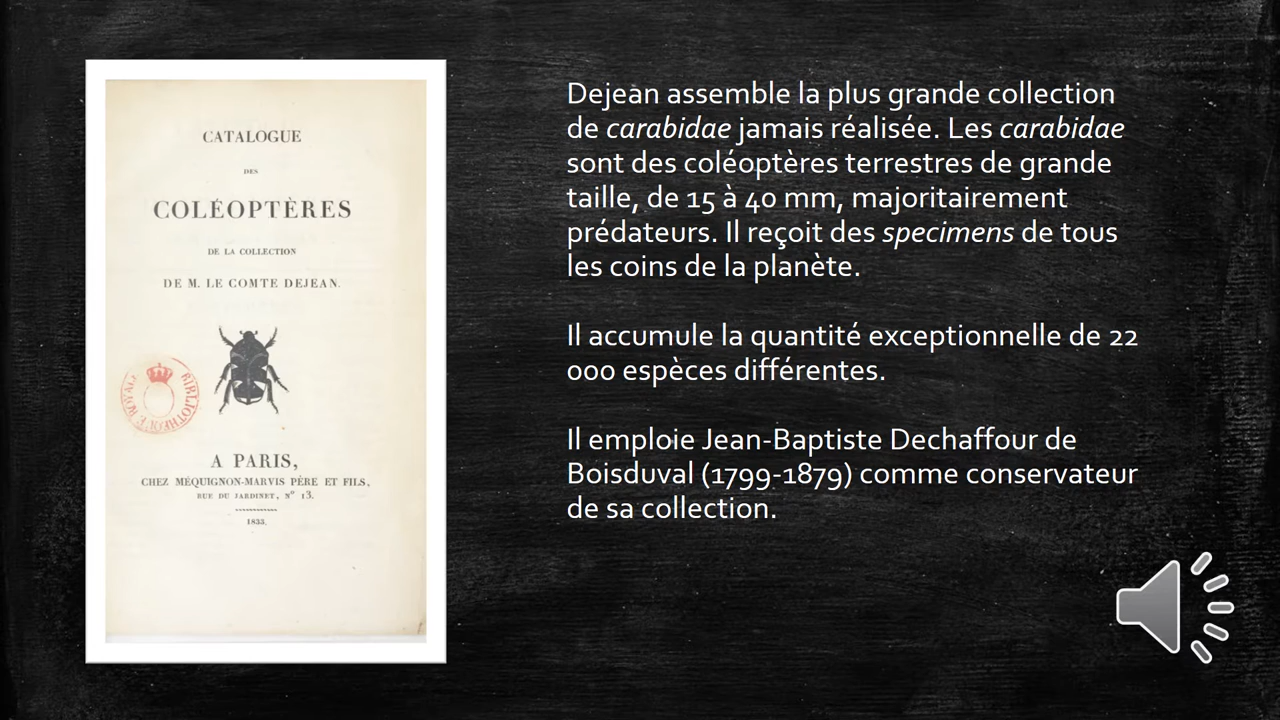 CATALOGUE
DES
COLÉOPTÈRES
DE LA COLLECTION
DE M. LE COMTE DEJEAN.
BIBLIOTHEQUE ROYALE
A PARIS,
CHEZ MÉQUIGNON-MARVIS PÈRE ET FILS,
RUE DU JARDINET, N° 13.
1833.
Dejean assemble la plus grande collection
de carabidae jamais réalisée. Les carabidae
sont des coléoptères terrestres de grande
taille, de 15 à 40 mm, majoritairement
prédateurs. Il reçoit des specimens de tous
les coins de la planète.
Il accumule la quantité exceptionnelle de 22
000 espèces différentes.
Il emploie Jean-Baptiste Dechaffour de
Boisduval (1799-1879) comme conservateur
de sa collection.